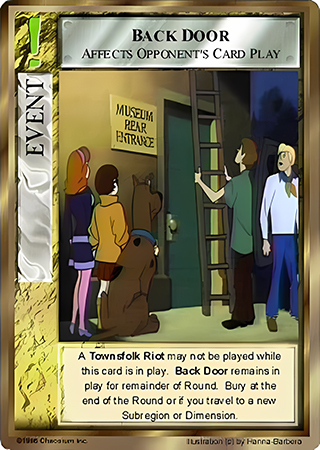 BACK DOOR
AFFECTS OPPONENT'S CARD PLAY
!
EVENT
MUSEUM
REAR
ENTRANCE
A Townsfolk Riot may not be played while
this card is in play. Back Door remains in
play for remainder of Round. Bury at the
end of the Round or if you travel to a new
Subregion or Dimension.
©1996 Chaosium Inc.
Illustration (c) by Hanna-Barbera